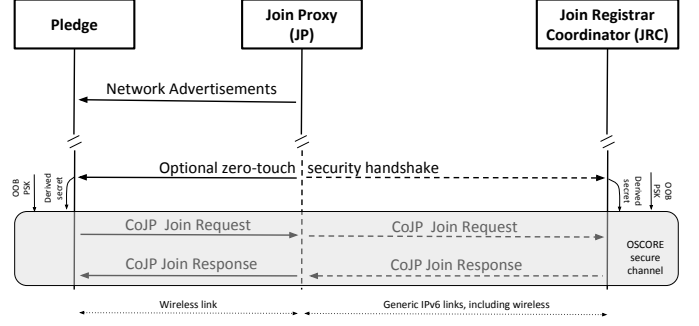 Pledge
Join Proxy
(JP)
Join Registrar
Coordinator (JRC)
Network Advertisements
Optional zero-touch security handshake
OOB
PSK
Derived
secret
Derived
secret
PSK
OOB
CoJP Join Request
CoJP Join Request
CoJP Join Response
CoJP Join Response
OSCORE
secure
channel
Wireless link
Generic IPv6 links, including wireless